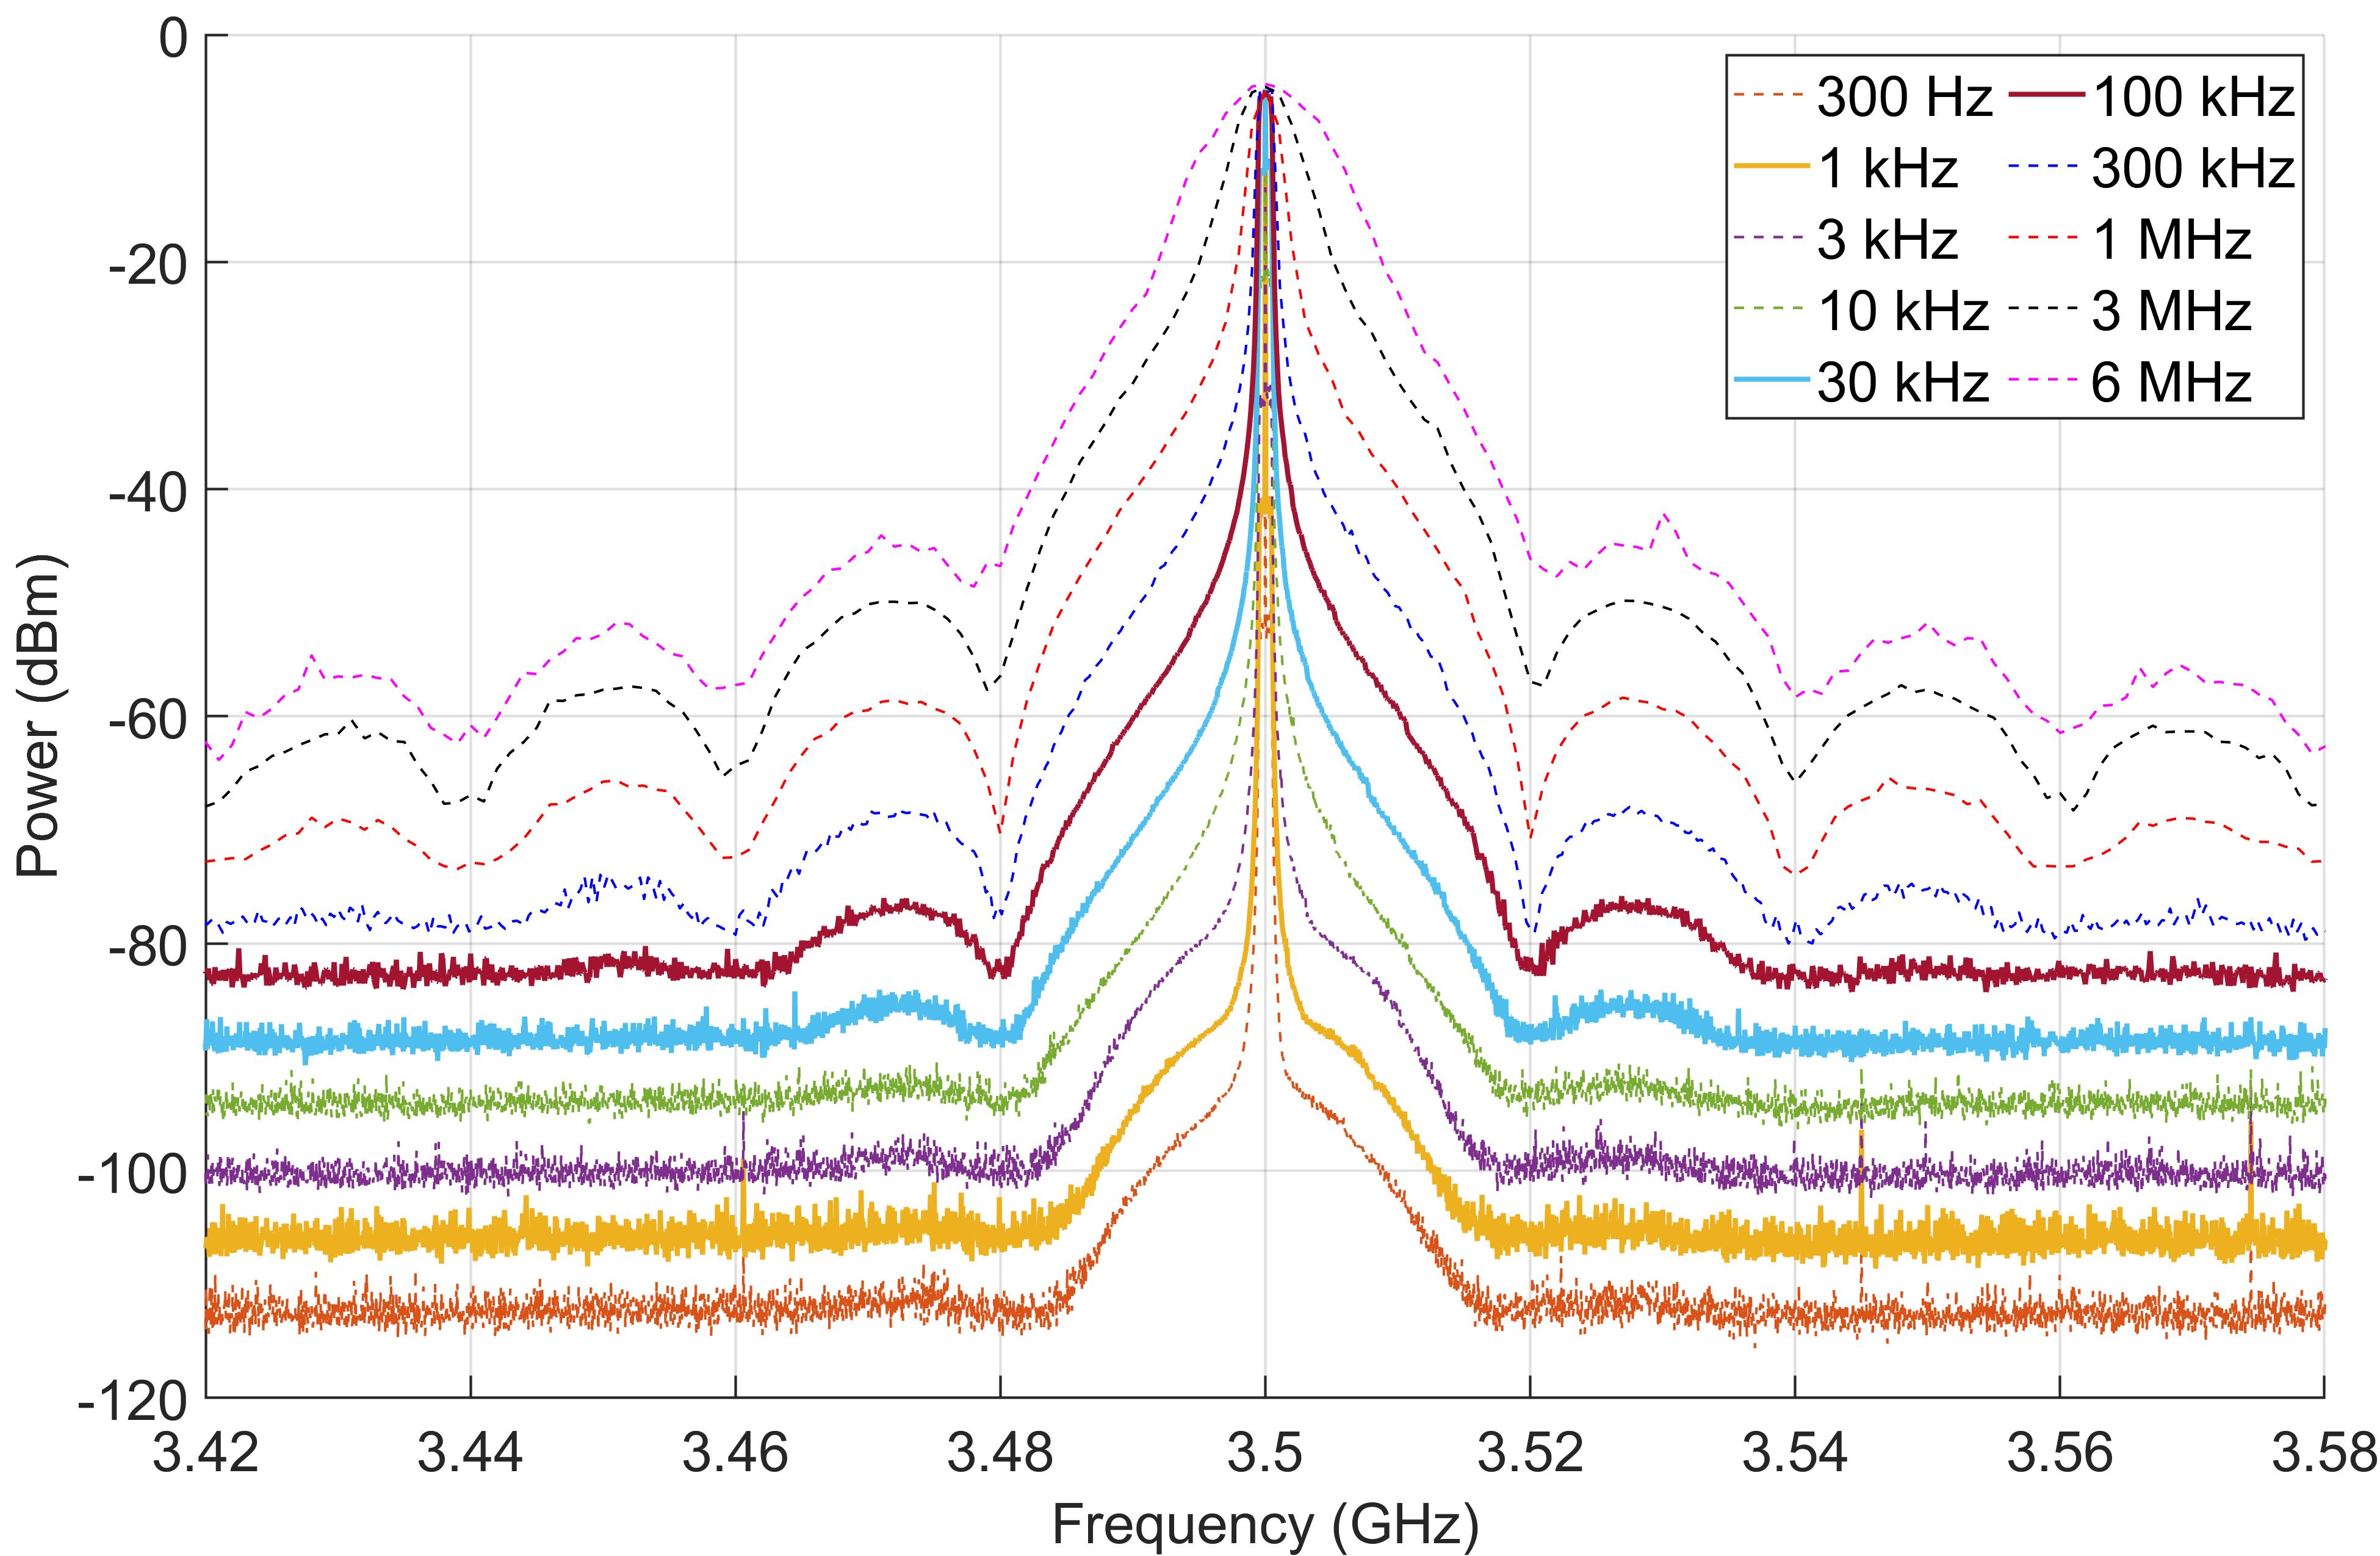 0
-20
-40
-60
-80
-100
-120
Power (dBm)
3.42
3.44
3.46
3.48
3.5
3.52
3.54
3.56
3.58
Frequency (GHz)
300 Hz
1 kHz
3 kHz
10 kHz
30 kHz
100 kHz
300 kHz
1 MHz
3 MHz
6 MHz